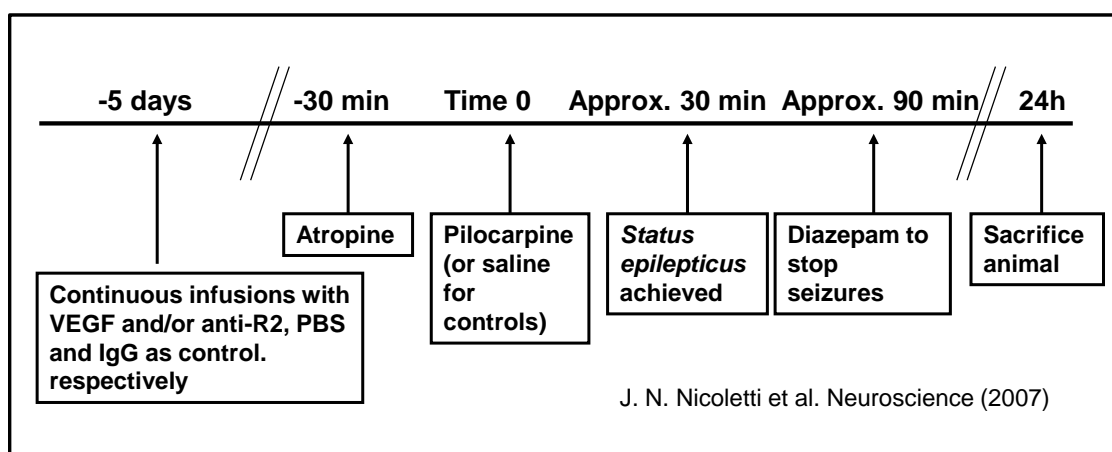 -5 days
-30 min
Time 0
Approx. 30 min
Approx. 90 min
24h
Atropine
Pilocarpine
(or saline
for
controls)
Status
epilepticus
achieved
Diazepam to
stop
seizures
Sacrifice
animal
Continuous infusions with
VEGF and/or anti-R2, PBS
and IgG as control.
respectively
J. N. Nicoletti et al. Neuroscience (2007)